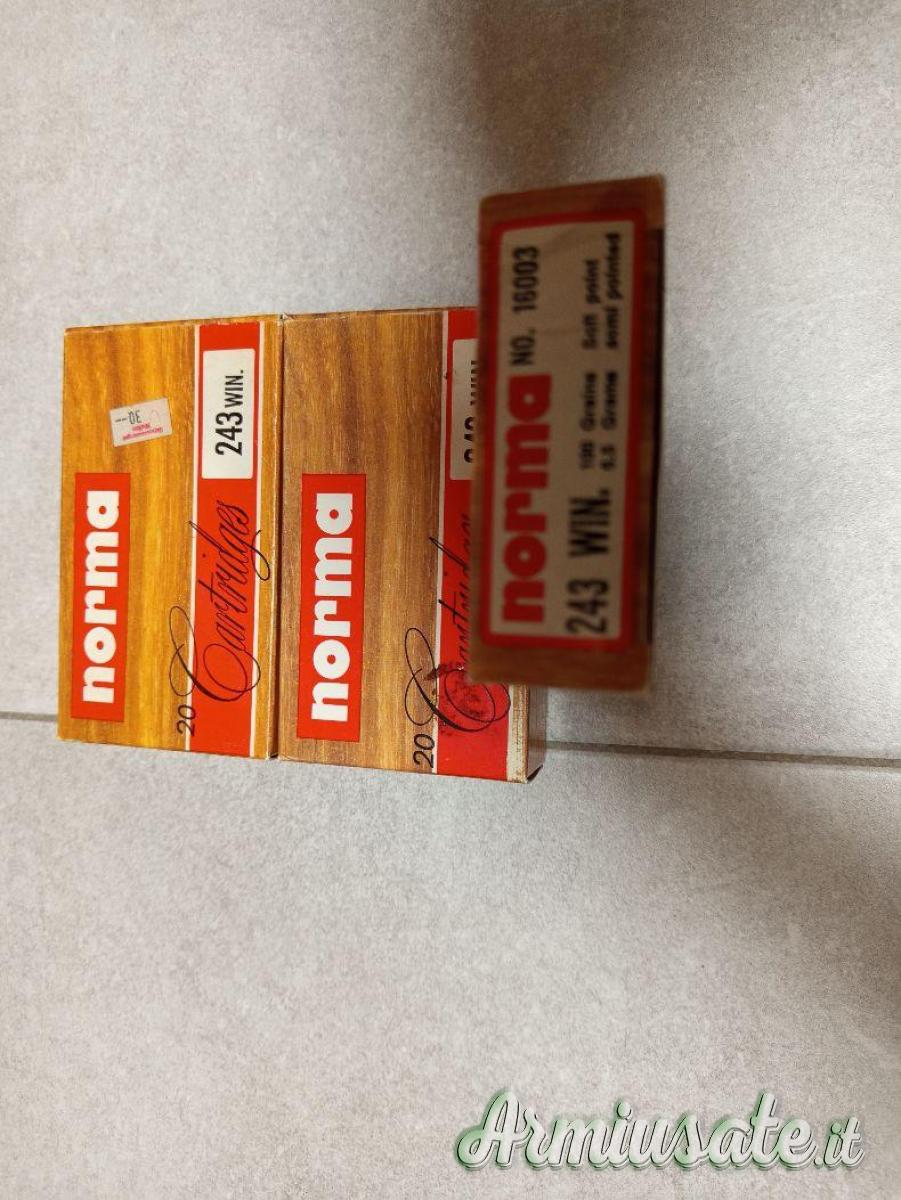 norma
20 Cartridges
243 WIN.
30.-
norma
20 Cartridges
norma NO. 16003
243 WIN.
100 Grains Soft point
6.5 Grams semi pointed
Armiusate.it